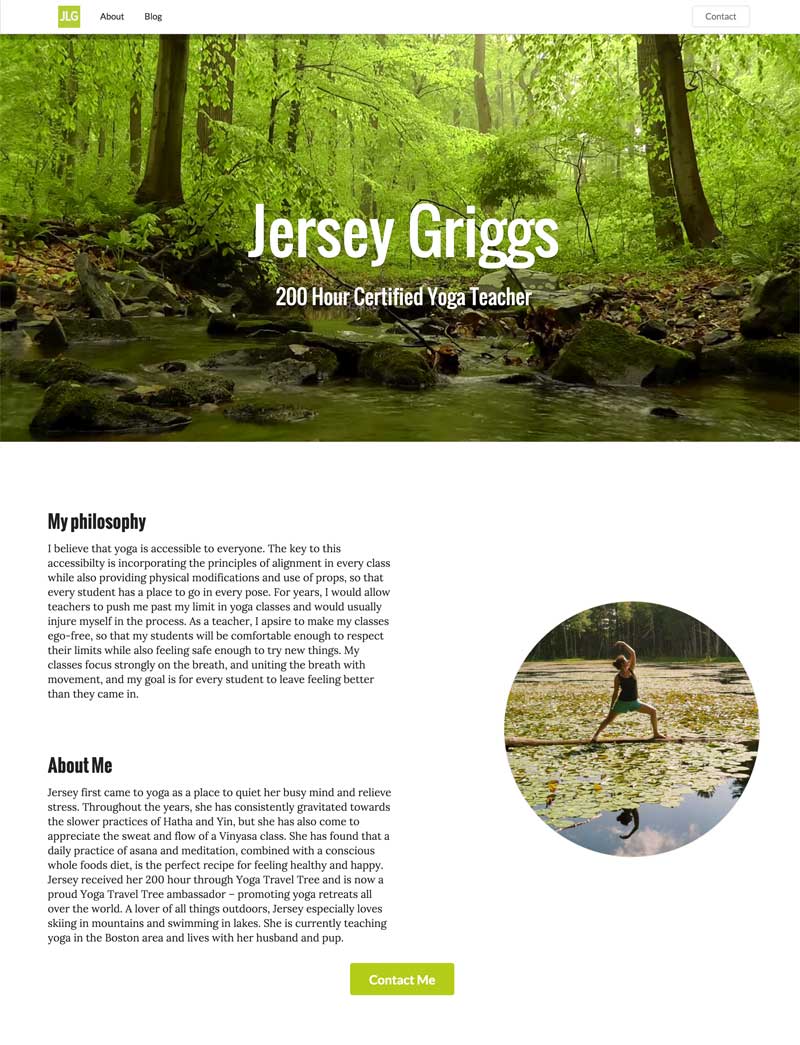 JLG About Blog Contact
Jersey Griggs
200 Hour Certified Yoga Teacher
My philosophy
I believe that yoga is accessible to everyone. The key to this
accessibilty is incorporating the principles of alignment in every class
while also providing physical modifications and use of props, so that
every student has a place to go in every pose. For years, I would allow
teachers to push me past my limit in yoga classes and would usually
injure myself in the process. As a teacher, I apsire to make my classes
ego-free, so that my students will be comfortable enough to respect
their limits while also feeling safe enough to try new things. My
classes focus strongly on the breath, and uniting the breath with
movement, and my goal is for every student to leave feeling better
than they came in.
About Me
Jersey first came to yoga as a place to quiet her busy mind and relieve
stress. Throughout the years, she has consistently gravitated towards
the slower practices of Hatha and Yin, but she has also come to
appreciate the sweat and flow of a Vinyasa class. She has found that a
daily practice of asana and meditation, combined with a conscious
whole foods diet, is the perfect recipe for feeling healthy and happy.
Jersey received her 200 hour through Yoga Travel Tree and is now a
proud Yoga Travel Tree ambassador – promoting yoga retreats all
over the world. A lover of all things outdoors, Jersey especially loves
skiing in mountains and swimming in lakes. She is currently teaching
yoga in the Boston area and lives with her husband and pup.
Contact Me